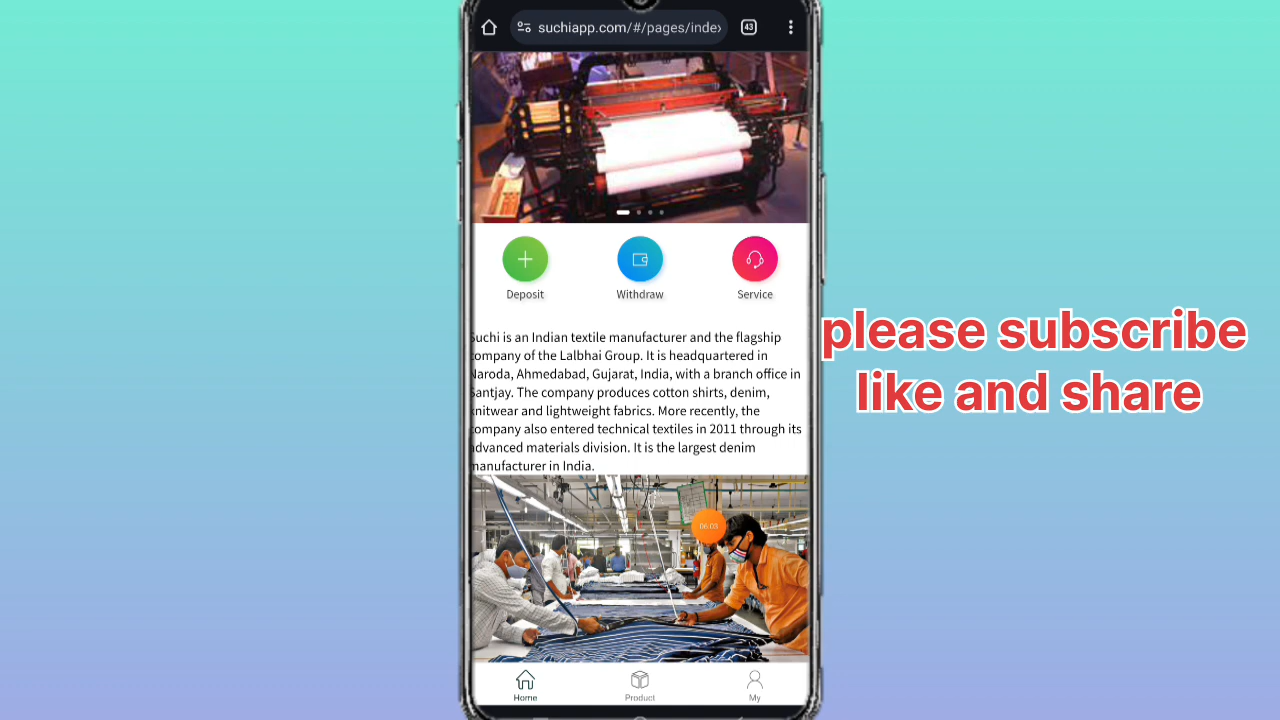 suchiapp.com/#/pages/index
43
Deposit
Withdraw
Service
Suchi is an Indian textile manufacturer and the flagship
company of the Lalbhai Group. It is headquartered in
Naroda, Ahmedabad, Gujarat, India, with a branch office in
Santjay. The company produces cotton shirts, denim,
knitwear and lightweight fabrics. More recently, the
company also entered technical textiles in 2011 through its
advanced materials division. It is the largest denim
manufacturer in India.
06:03
Home
Product
My
please subscribe
like and share